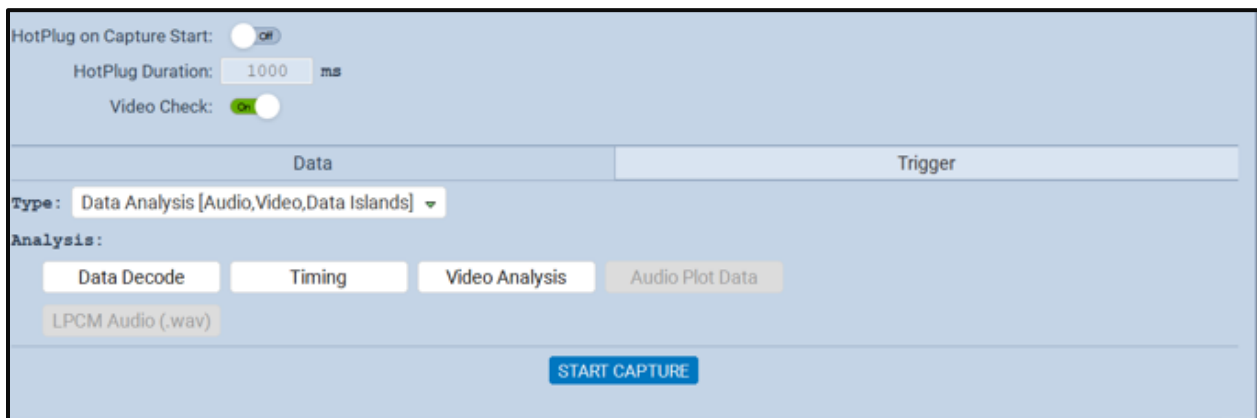 HotPlug on Capture Start: Off
HotPlug Duration: 1000 ms
Video Check: On
Data Trigger
Type: Data Analysis [Audio,Video,Data Islands]
Analysis:
Data Decode Timing Video Analysis Audio Plot Data
LPCM Audio (.wav)
START CAPTURE